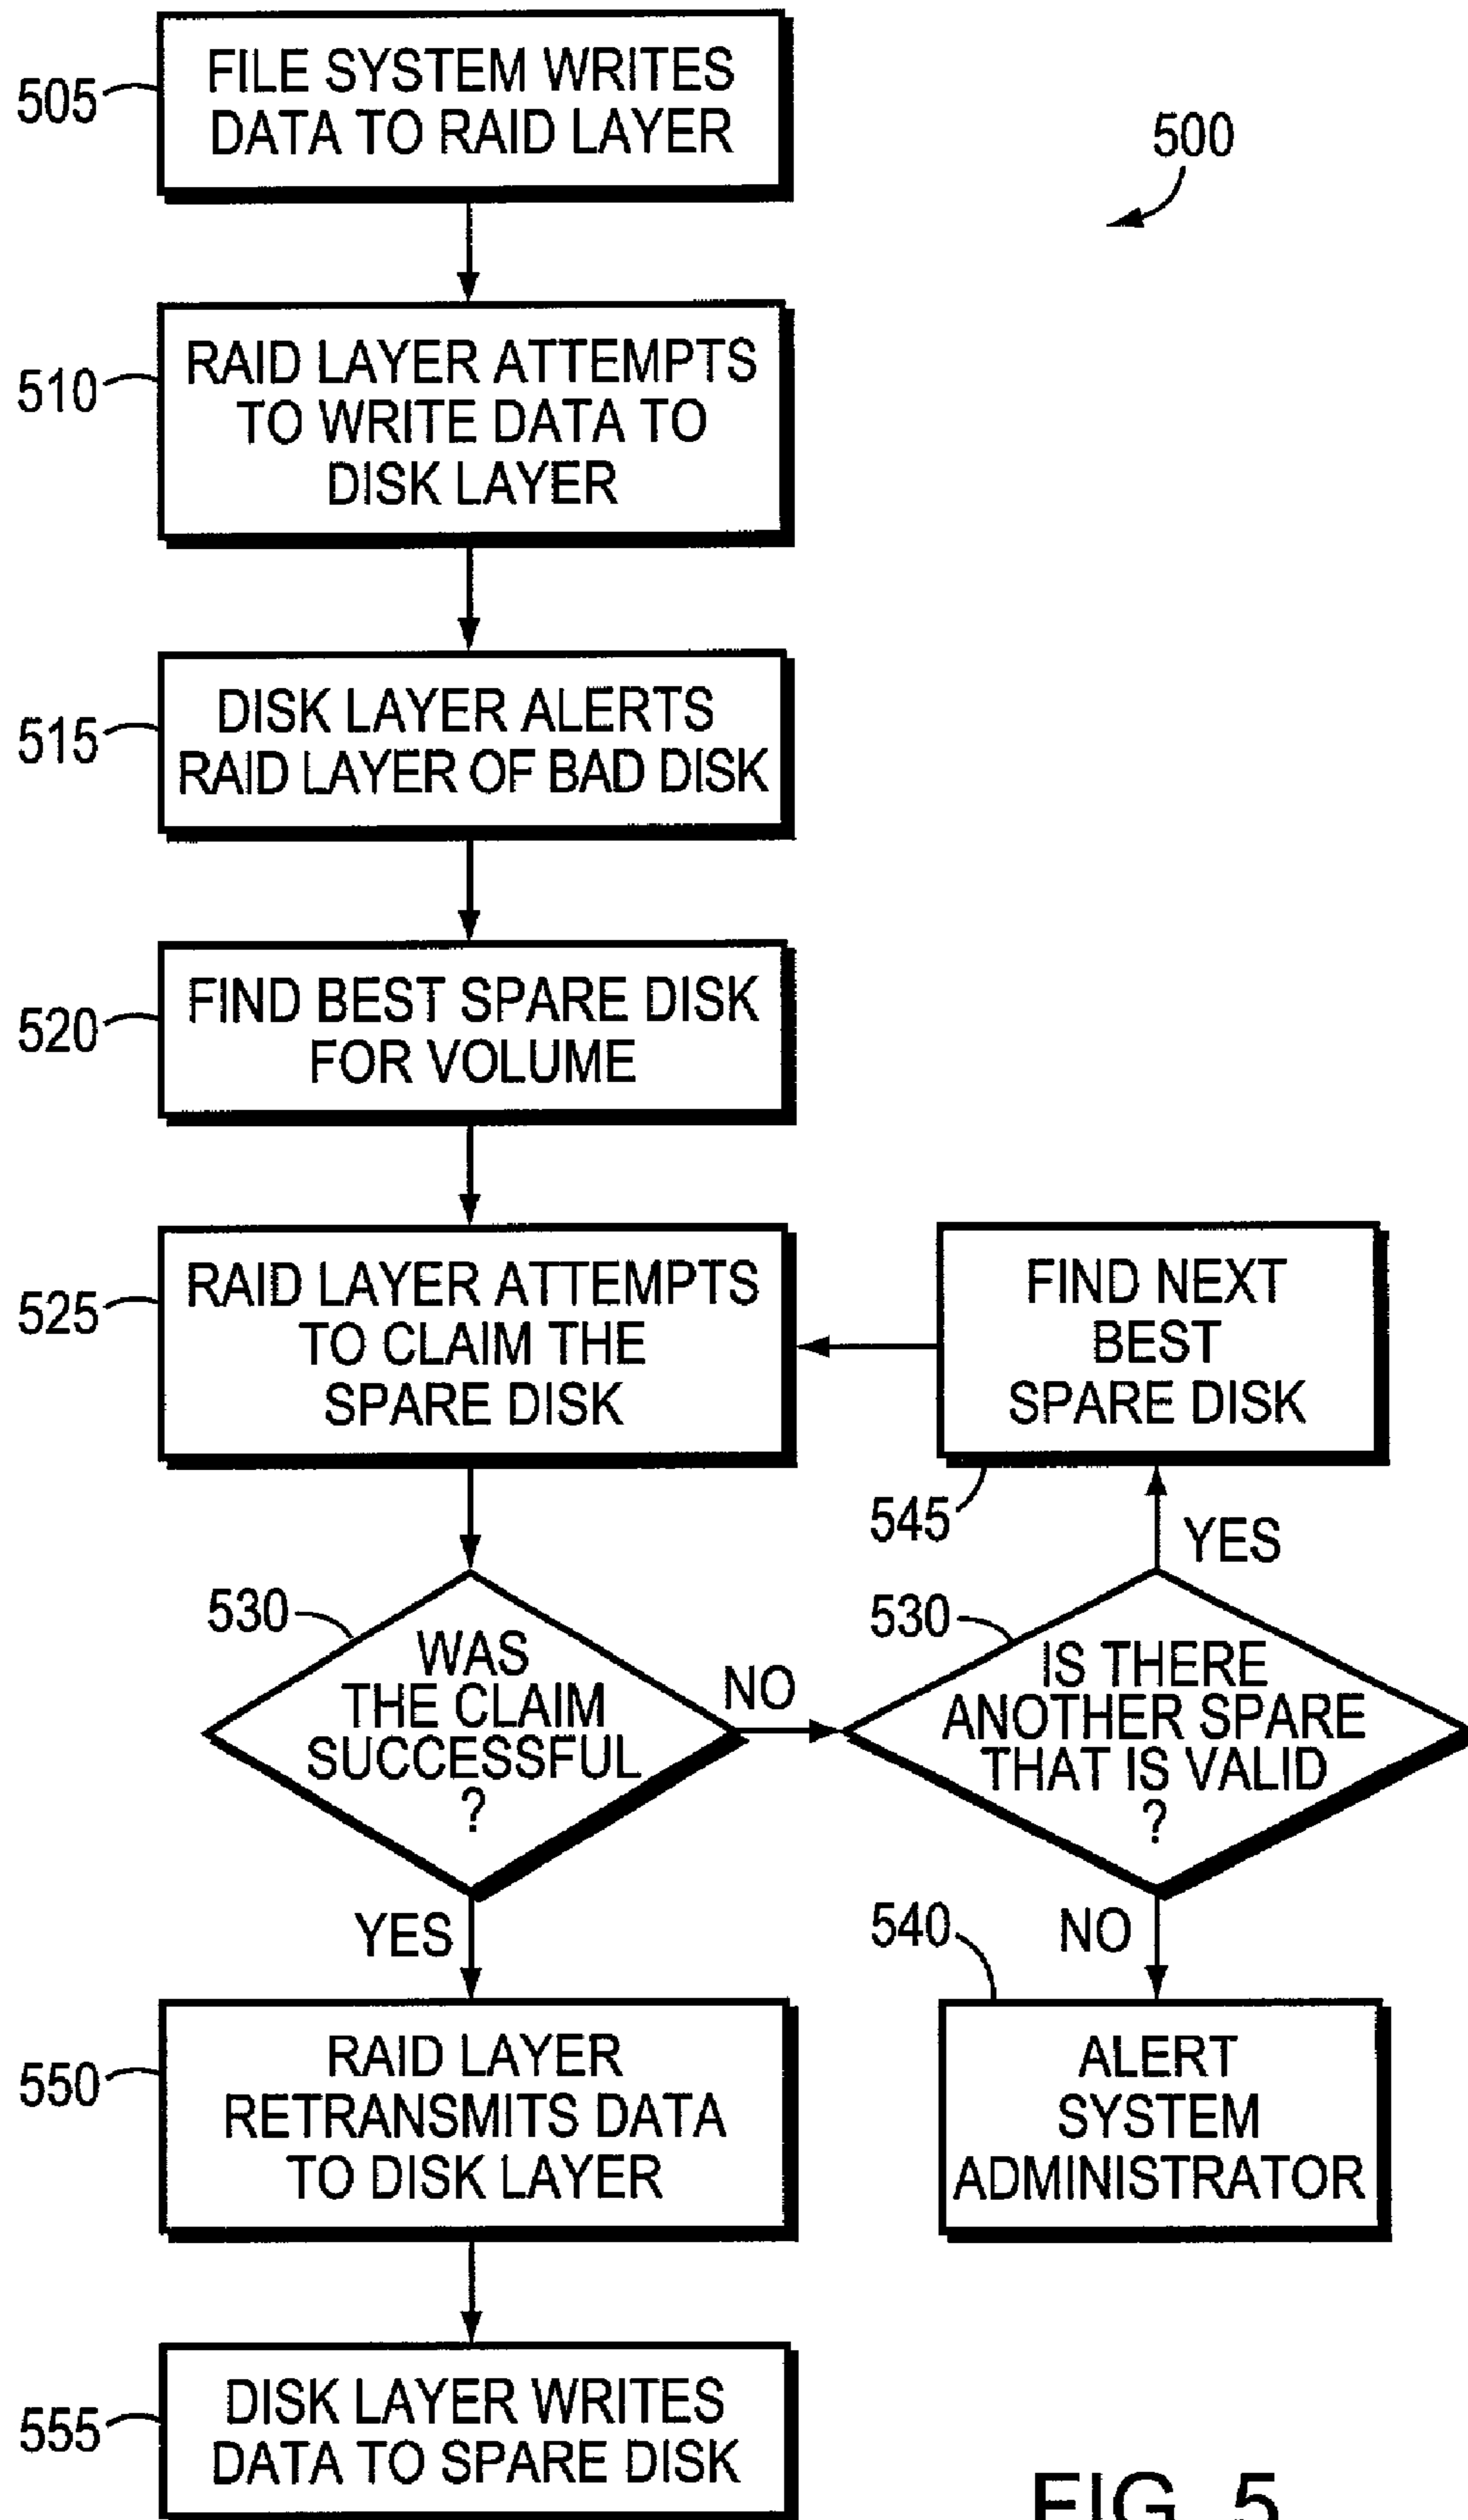 505
FILE SYSTEM WRITES
DATA TO RAID LAYER
500
510
RAID LAYER ATTEMPTS
TO WRITE DATA TO
DISK LAYER
515
DISK LAYER ALERTS
RAID LAYER OF BAD DISK
520
FIND BEST SPARE DISK
FOR VOLUME
525
RAID LAYER ATTEMPTS
TO CLAIM THE
SPARE DISK
FIND NEXT
BEST
SPARE DISK
545
YES
530
WAS
THE CLAIM
SUCCESSFUL
?
NO
530
IS THERE
ANOTHER SPARE
THAT IS VALID
?
YES
540
NO
550
RAID LAYER
RETRANSMITS DATA
TO DISK LAYER
ALERT
SYSTEM
ADMINISTRATOR
555
DISK LAYER WRITES
DATA TO SPARE DISK
FIG. 5